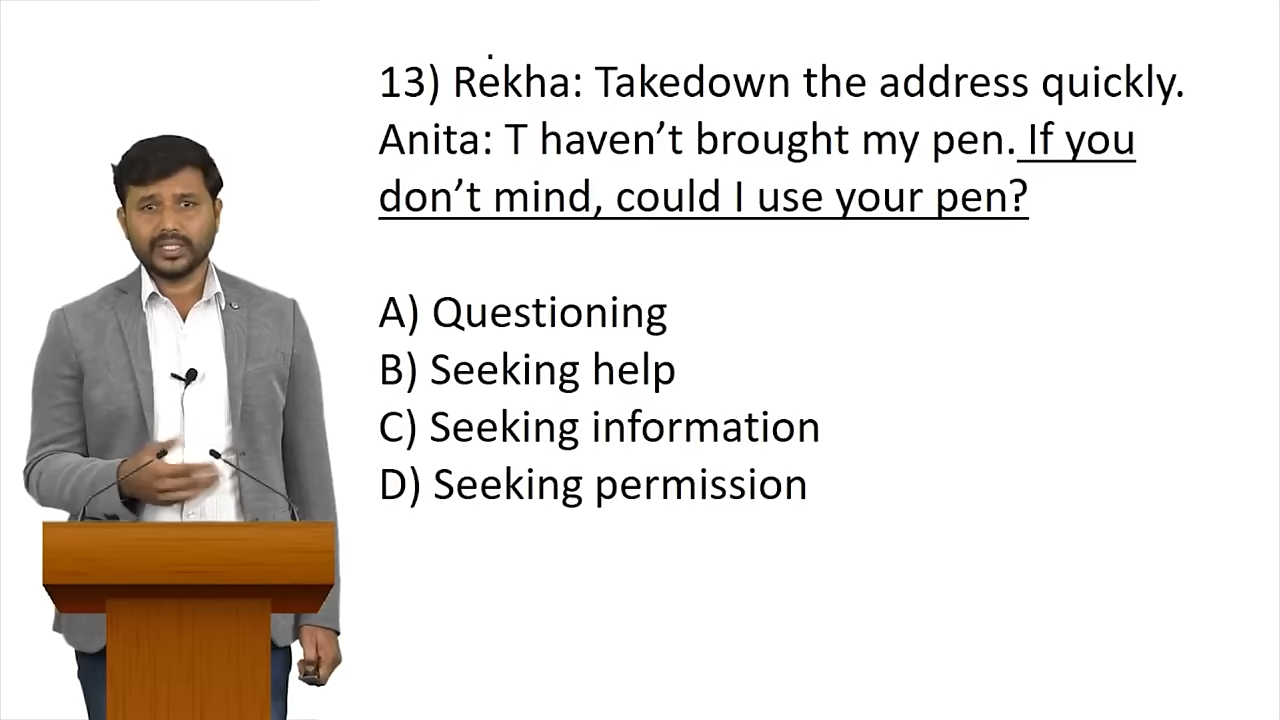 13) Rekha: Takedown the address quickly.
Anita: T haven’t brought my pen. If you
don’t mind, could I use your pen?
A) Questioning
B) Seeking help
C) Seeking information
D) Seeking permission